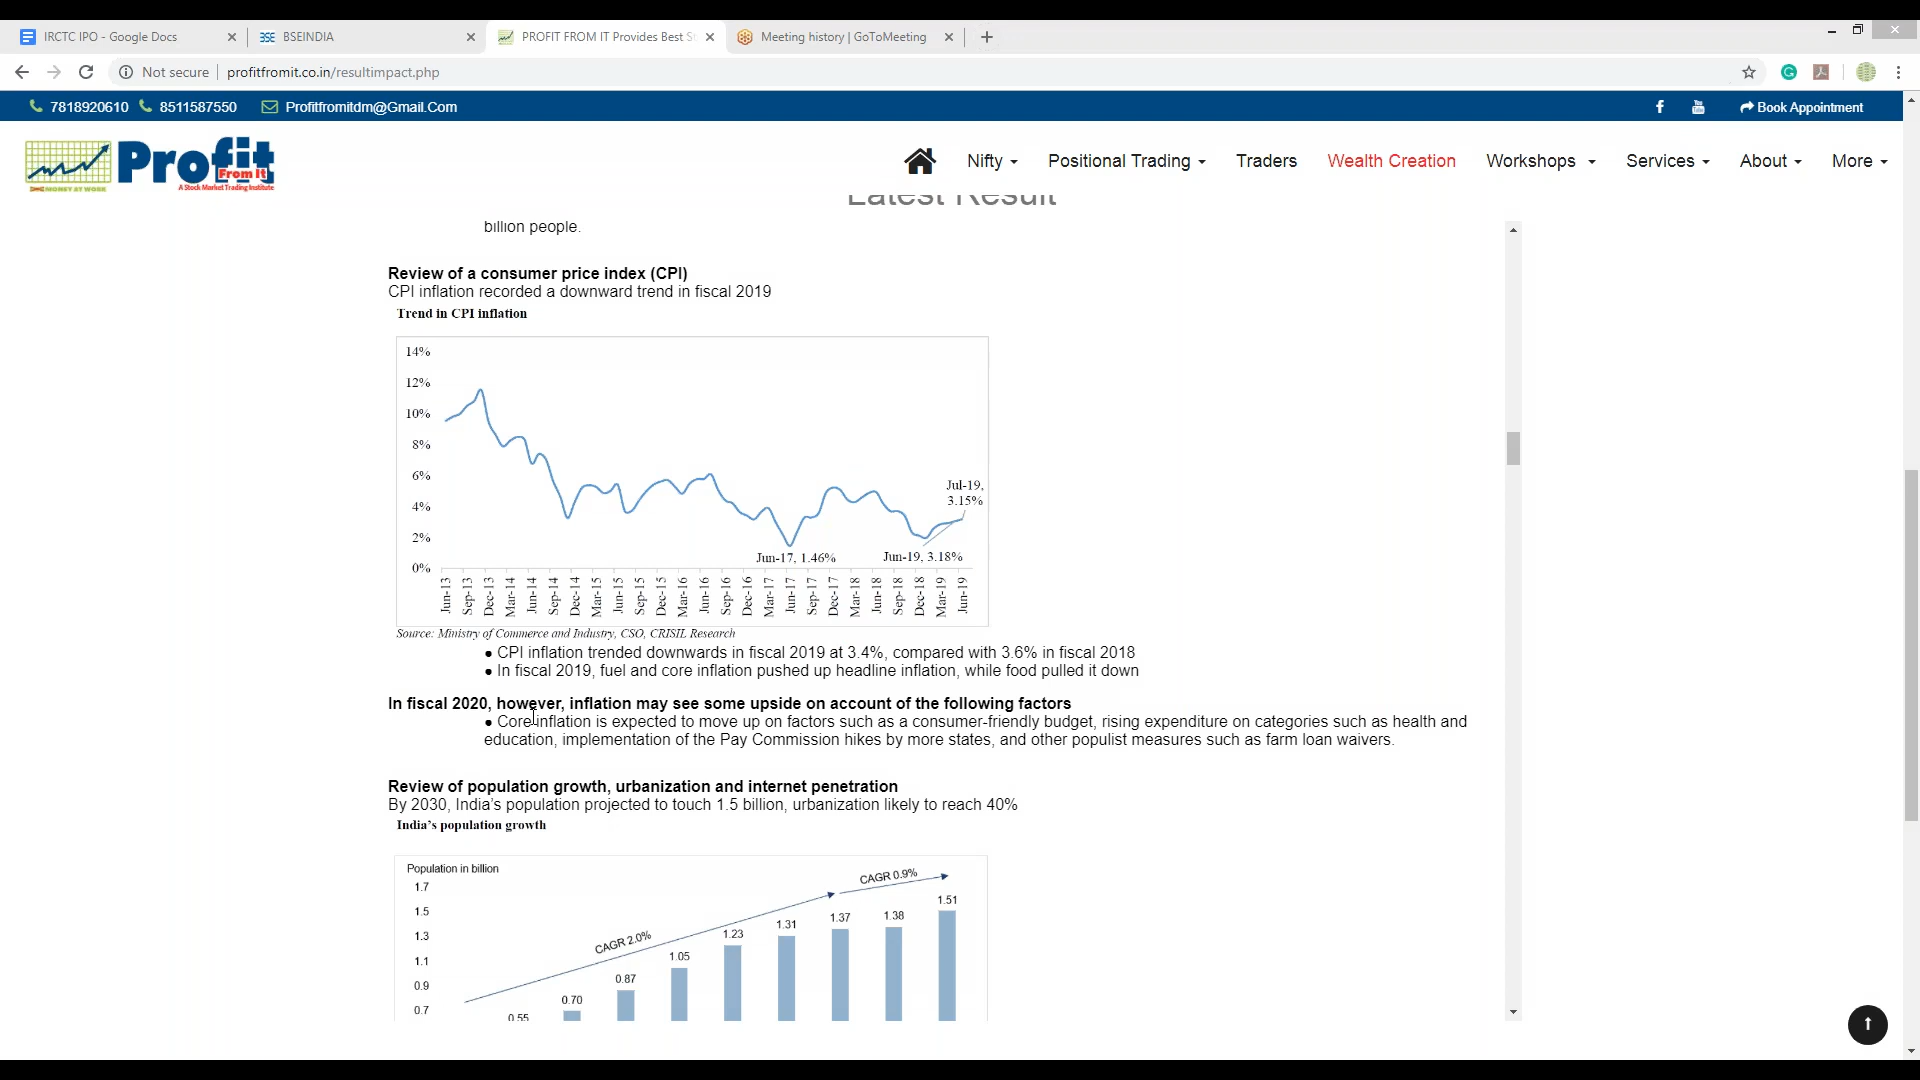 IRCTC IPO - Google Docs
BSEINDIA
PROFIT FROM IT Provides Best S
Meeting history | GoToMeeting
Not secure
profitfromit.co.in/resultimpact.php
7818920610
8511587550
Profitfromitdm@Gmail.Com
Book Appointment
Profit
From It
MONEY AT WORK
A Stock Market Trading Institute
Nifty
Positional Trading
Traders
Wealth Creation
Workshops
Services
About
More
Latest Result
billion people.
Review of a consumer price index (CPI)
CPI inflation recorded a downward trend in fiscal 2019
Trend in CPI inflation
14%
12%
10%
8%
6%
4%
2%
0%
Jul-19,
3.15%
Jun-17, 1.46%
Jun-19, 3.18%
Jun-13
Sep-13
Dec-13
Mar-14
Jun-14
Sep-14
Dec-14
Mar-15
Jun-15
Sep-15
Dec-15
Mar-16
Jun-16
Sep-16
Dec-16
Mar-17
Jun-17
Sep-17
Dec-17
Mar-18
Jun-18
Sep-18
Dec-18
Mar-19
Jun-19
Source: Ministry of Commerce and Industry, CSO, CRISIL Research
● CPI inflation trended downwards in fiscal 2019 at 3.4%, compared with 3.6% in fiscal 2018
● In fiscal 2019, fuel and core inflation pushed up headline inflation, while food pulled it down
In fiscal 2020, however, inflation may see some upside on account of the following factors
● Core inflation is expected to move up on factors such as a consumer-friendly budget, rising expenditure on categories such as health and
education, implementation of the Pay Commission hikes by more states, and other populist measures such as farm loan waivers.
Review of population growth, urbanization and internet penetration
By 2030, India's population projected to touch 1.5 billion, urbanization likely to reach 40%
India's population growth
Population in billion
1.7
1.5
1.3
1.1
0.9
0.7
CAGR 2.0%
CAGR 0.9%
0.55
0.70
0.87
1.05
1.23
1.31
1.37
1.38
1.51